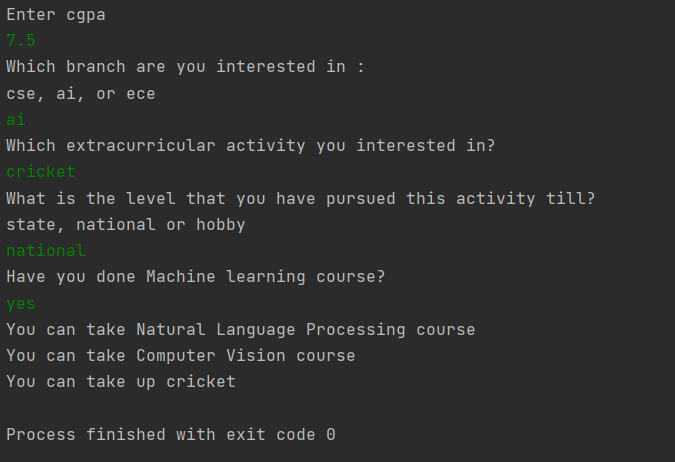 Enter cgpa
7.5
Which branch are you interested in :
cse, ai, or ece
ai
Which extracurricular activity you interested in?
cricket
What is the level that you have pursued this activity till?
state, national or hobby
national
Have you done Machine learning course?
yes
You can take Natural Language Processing course
You can take Computer Vision course
You can take up cricket
Process finished with exit code 0